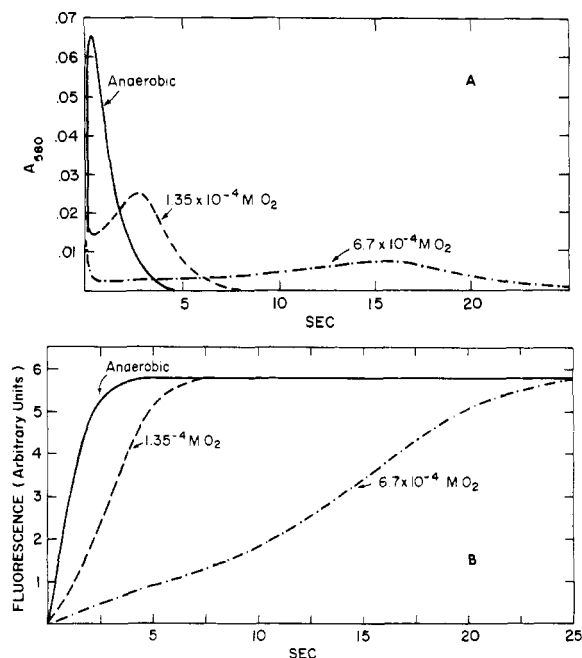 .07
.06
.05
.04
.03
.02
.01
A580
Anaerobic
A
1.35 x 10-4 M O2
6.7 x 10-4 M O2
5 10 15 20
SEC
6
5
4
3
2
1
FLUORESCENCE ( Arbitrary Units )
Anaerobic
1.35-4 M O2
6.7 x 10-4 M O2
B
5 10 15 20 25
SEC